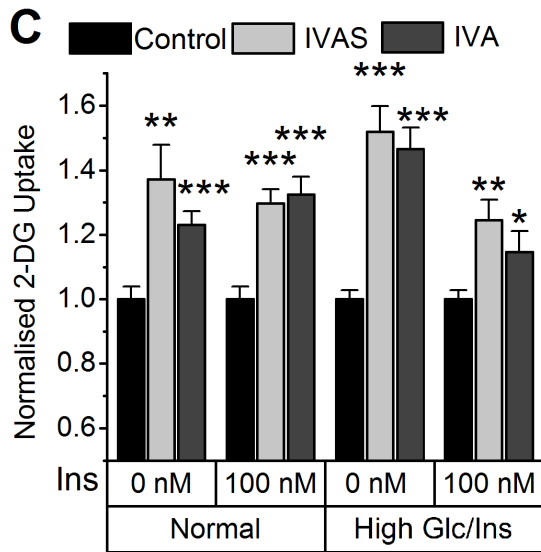 C Control IVAS IVA
Normalised 2-DG Uptake
1.6
1.4
1.2
1.0
0.8
0.6
** *** *** *** *** *** ** *
Ins 0 nM 100 nM 0 nM 100 nM
Normal High Glc/Ins